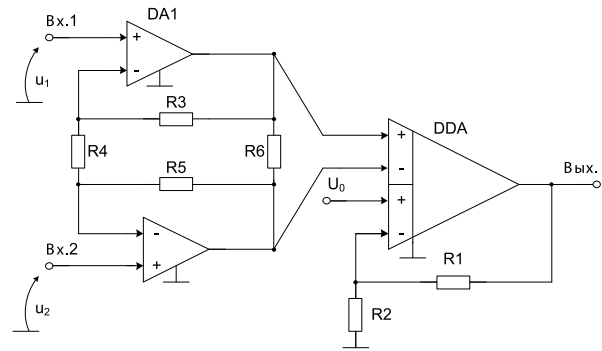 Вх.1
DA1
+
-
u1
R3
R4
R5
R6
DDA
+
-
U0
+
-
Вых.
-
+
Вх.2
u2
R1
R2